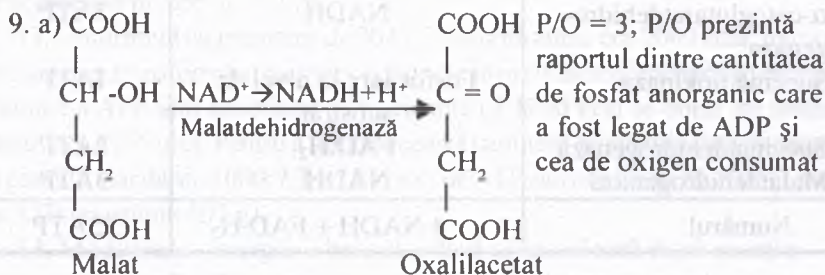 9. a) COOH COOH P/O = 3; P/O prezintă
raportul dintre cantitatea
CH -OH NAD⁺→NADH+H⁺ C = O de fosfat anorganic care
Malatdehidrogenază a fost legat de ADP și
CH₂ CH₂ cea de oxigen consumat
COOH COOH
Malat Oxalilacetat